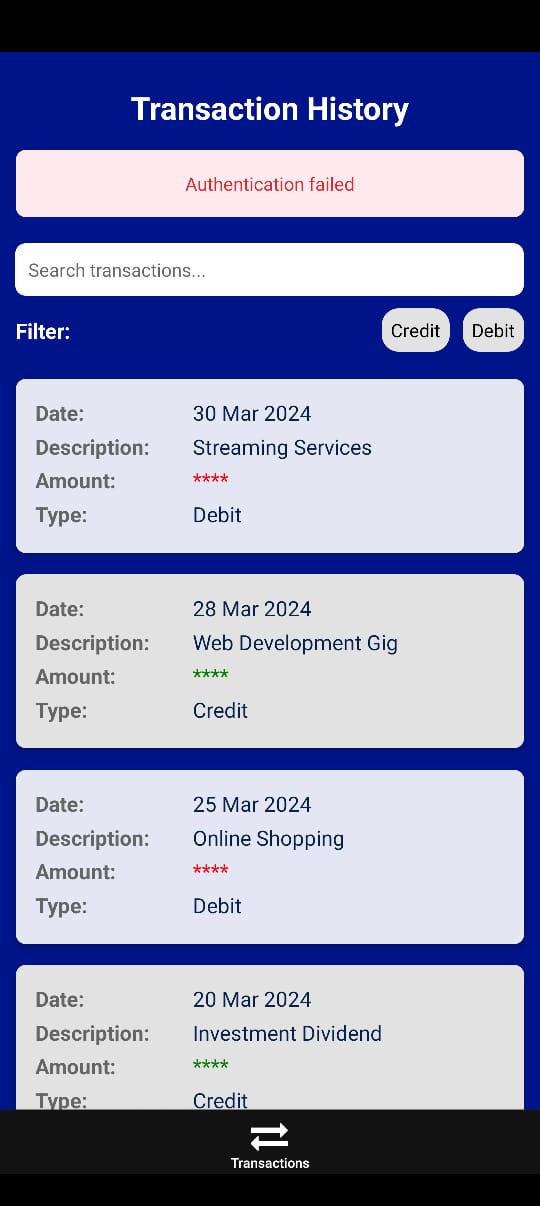 Transaction History
Authentication failed
Search transactions...
Filter: Credit Debit
Date: 30 Mar 2024
Description: Streaming Services
Amount: ****
Type: Debit
Date: 28 Mar 2024
Description: Web Development Gig
Amount: ****
Type: Credit
Date: 25 Mar 2024
Description: Online Shopping
Amount: ****
Type: Debit
Date: 20 Mar 2024
Description: Investment Dividend
Amount: ****
Type: Credit
Transactions